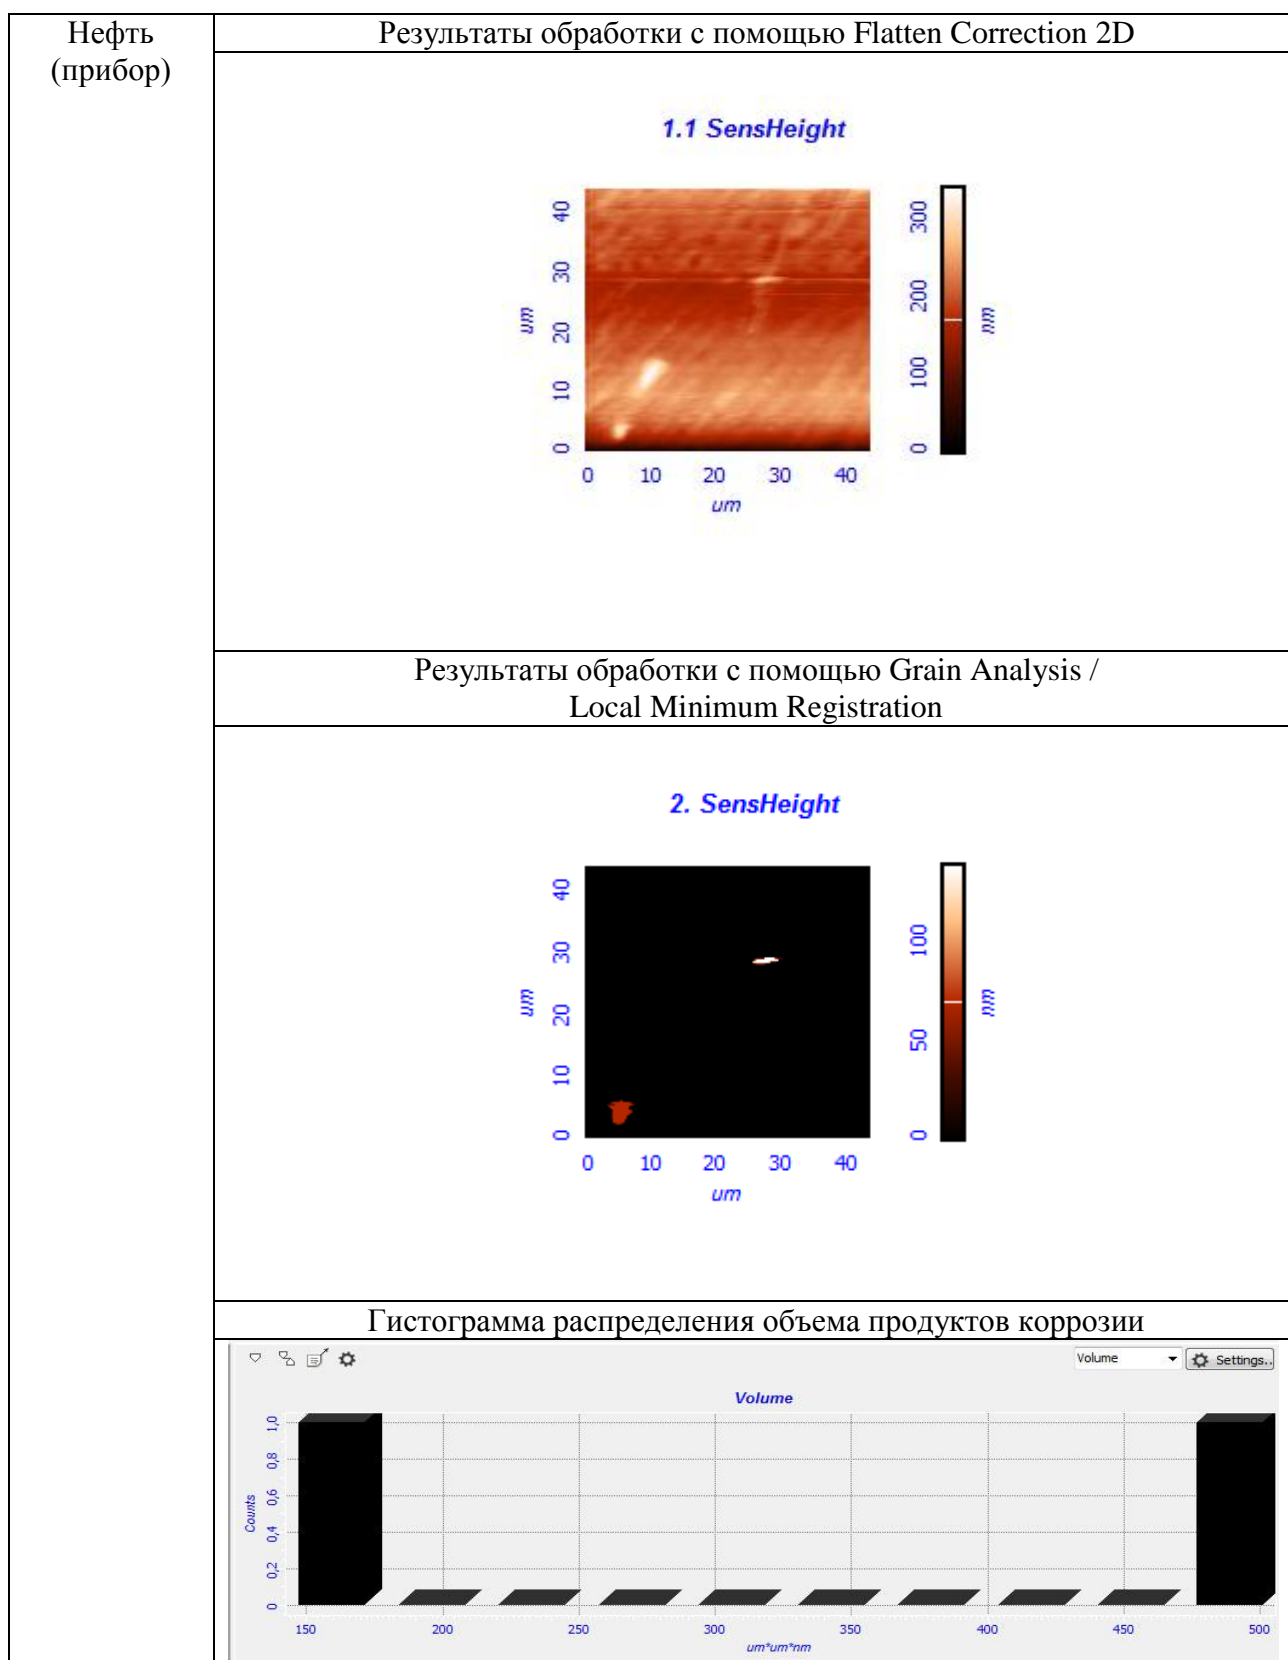 Нефть
(прибор)
Результаты обработки с помощью Flatten Correction 2D
1.1 SensHeight
40
30
20
10
0
um
0 10 20 30 40
um
300
200
100
0
nm
Результаты обработки с помощью Grain Analysis /
Local Minimum Registration
2. SensHeight
40
30
20
10
0
um
0 10 20 30 40
um
100
50
0
nm
Гистограмма распределения объема продуктов коррозии
Volume Settings..
Volume
1,0
0,8
0,6
0,4
0,2
0
Counts
150 200 250 300 350 400 450 500
um*um*nm